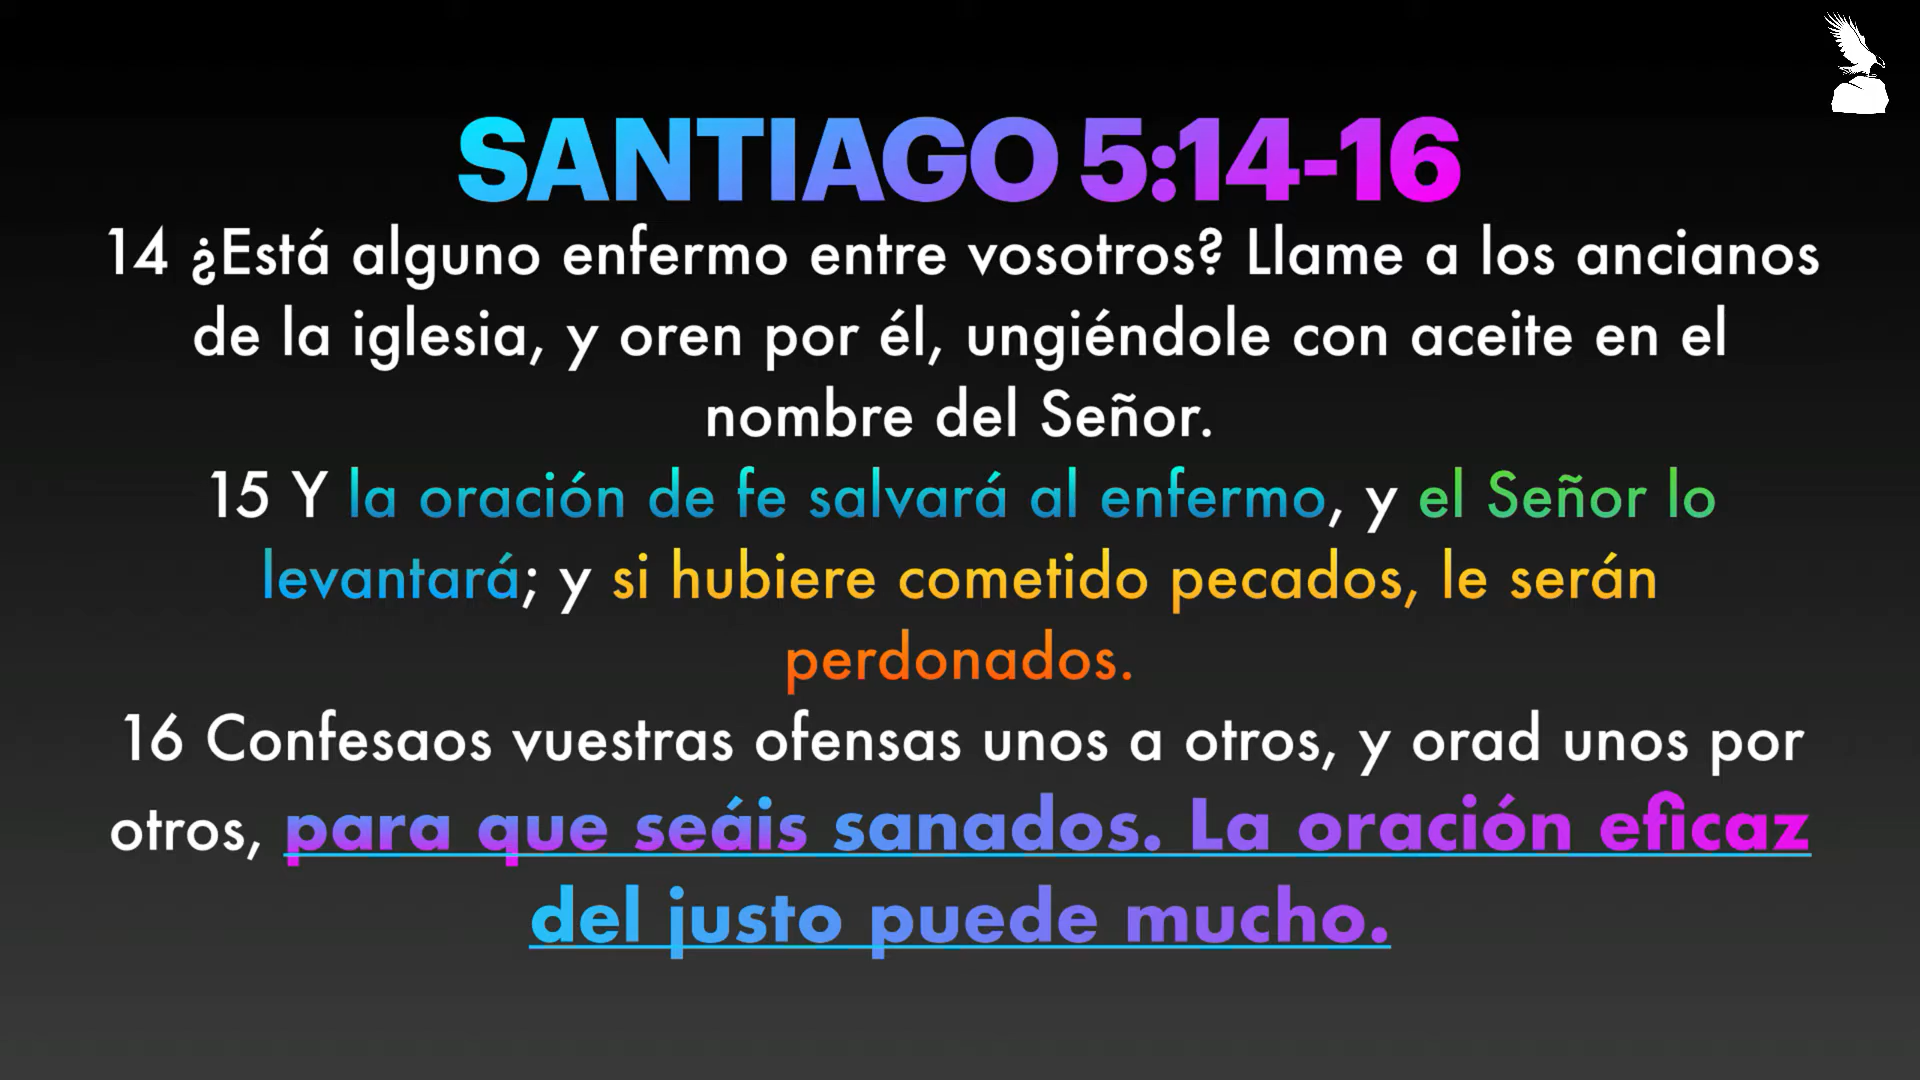 SANTIAGO 5:14-16
14 ¿Está alguno enfermo entre vosotros? Llame a los ancianos
de la iglesia, y oren por él, ungiéndole con aceite en el
nombre del Señor.
15 Y la oración de fe salvará al enfermo, y el Señor lo
levantará; y si hubiere cometido pecados, le serán
perdonados.
16 Confesaos vuestras ofensas unos a otros, y orad unos por
otros, para que seáis sanados. La oración eficaz
del justo puede mucho.